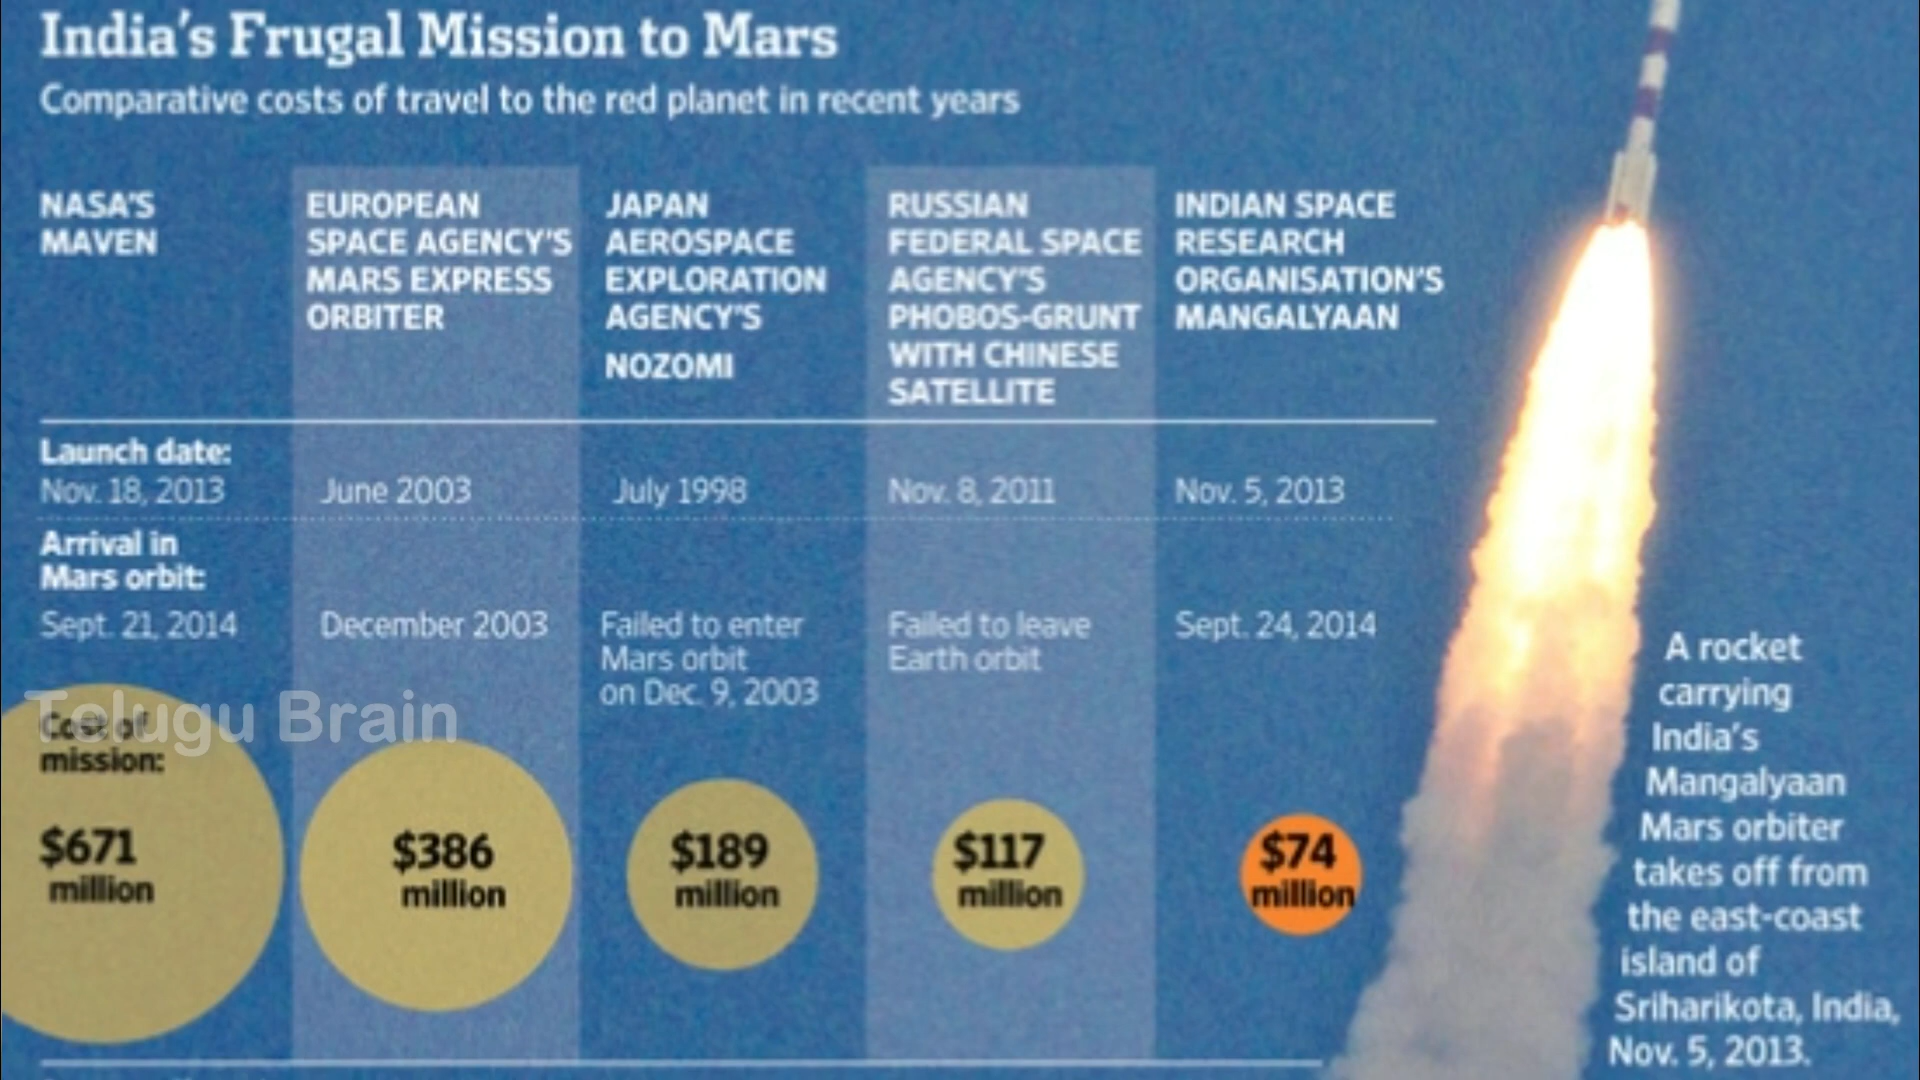 India's Frugal Mission to Mars
Comparative costs of travel to the red planet in recent years
NASA'S
MAVEN
EUROPEAN
SPACE AGENCY'S
MARS EXPRESS
ORBITER
JAPAN
AEROSPACE
EXPLORATION
AGENCY'S
NOZOMI
RUSSIAN
FEDERAL SPACE
AGENCY'S
PHOBOS-GRUNT
WITH CHINESE
SATELLITE
INDIAN SPACE
RESEARCH
ORGANISATION'S
MANGALYAAN
Launch date:
Nov. 18, 2013
June 2003
July 1998
Nov. 8, 2011
Nov. 5, 2013
Arrival in
Mars orbit:
Sept. 21, 2014
December 2003
Failed to enter
Mars orbit
on Dec. 9, 2003
Failed to leave
Earth orbit
Sept. 24, 2014
Telugu Brain
Cost of
mission:
$671
million
$386
million
$189
million
$117
million
$74
million
A rocket
carrying
India's
Mangalyaan
Mars orbiter
takes off from
the east-coast
island of
Sriharikota, India,
Nov. 5, 2013.